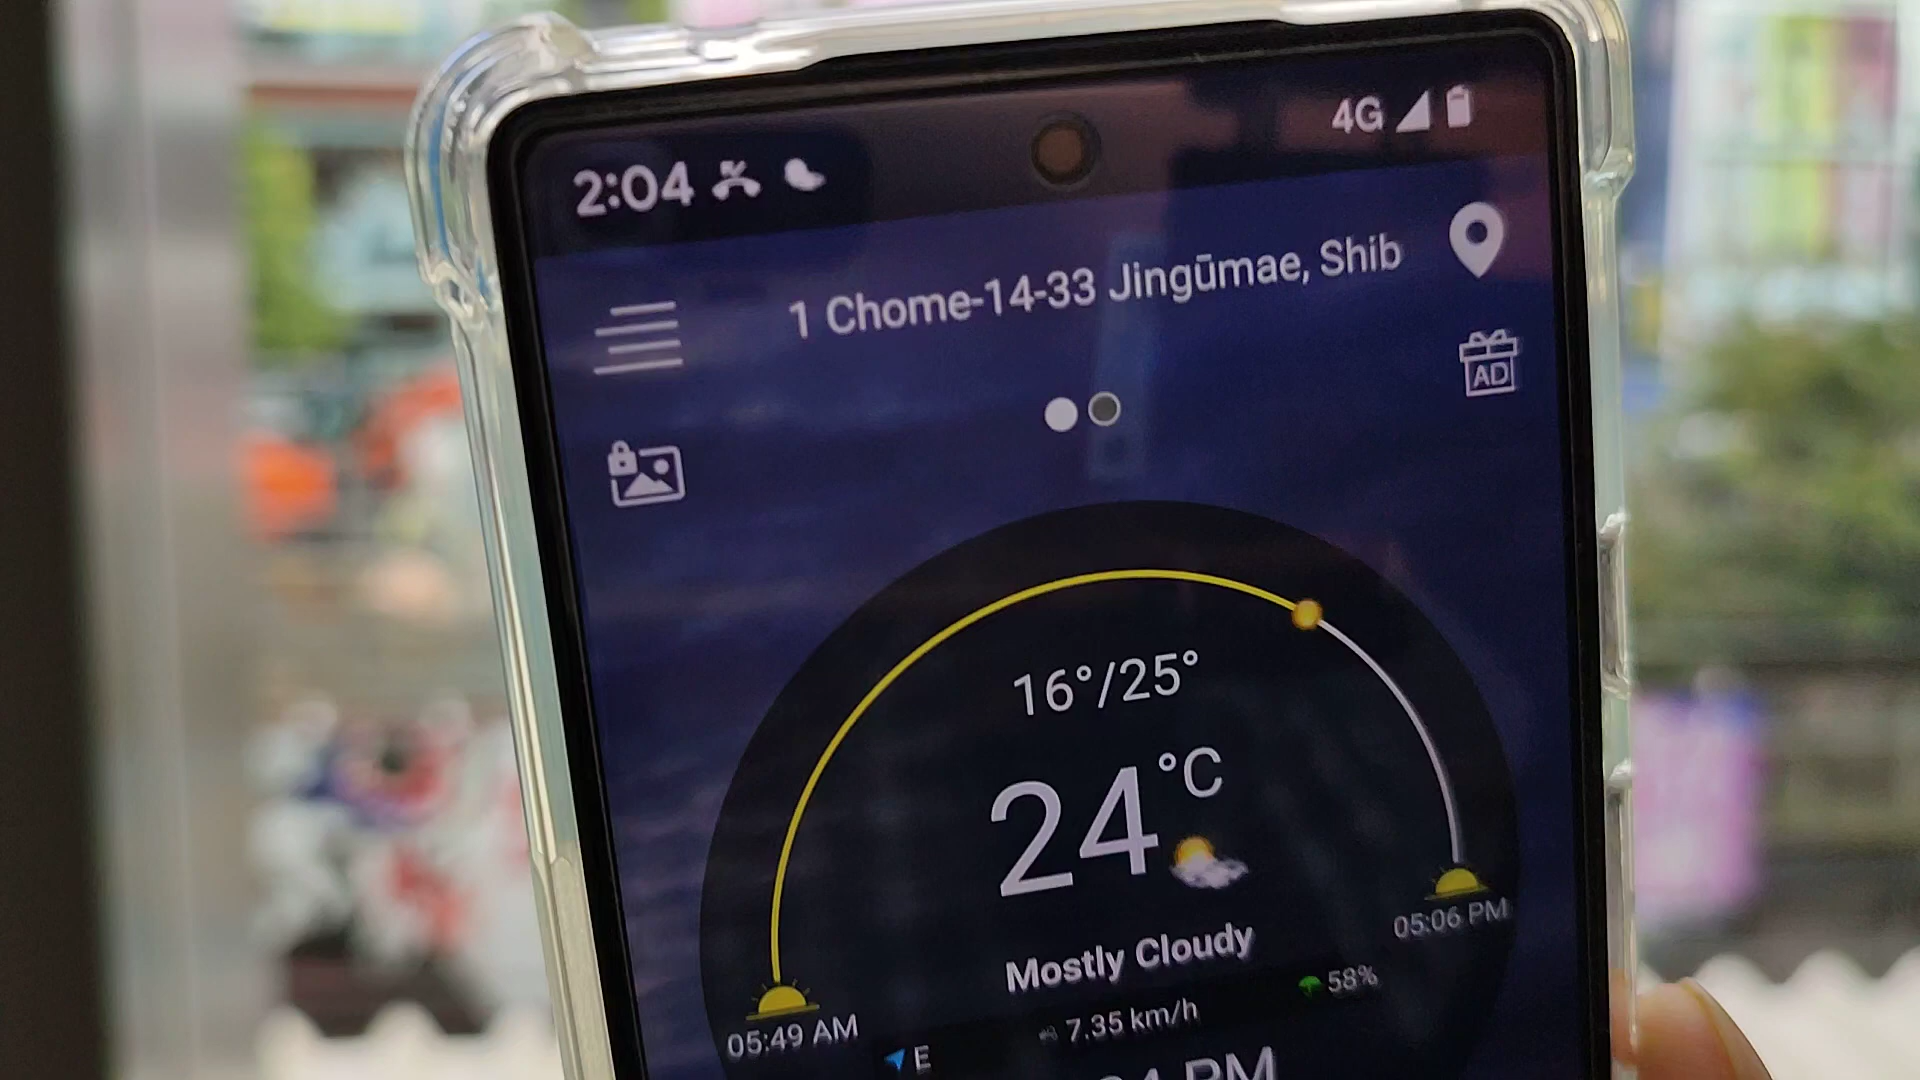 2:04
4G
1 Chome-14-33 Jingūmae, Shib
AD
16°/25°
24°C
Mostly Cloudy
05:49 AM
05:06 PM
E
7.35 km/h
58%
PM